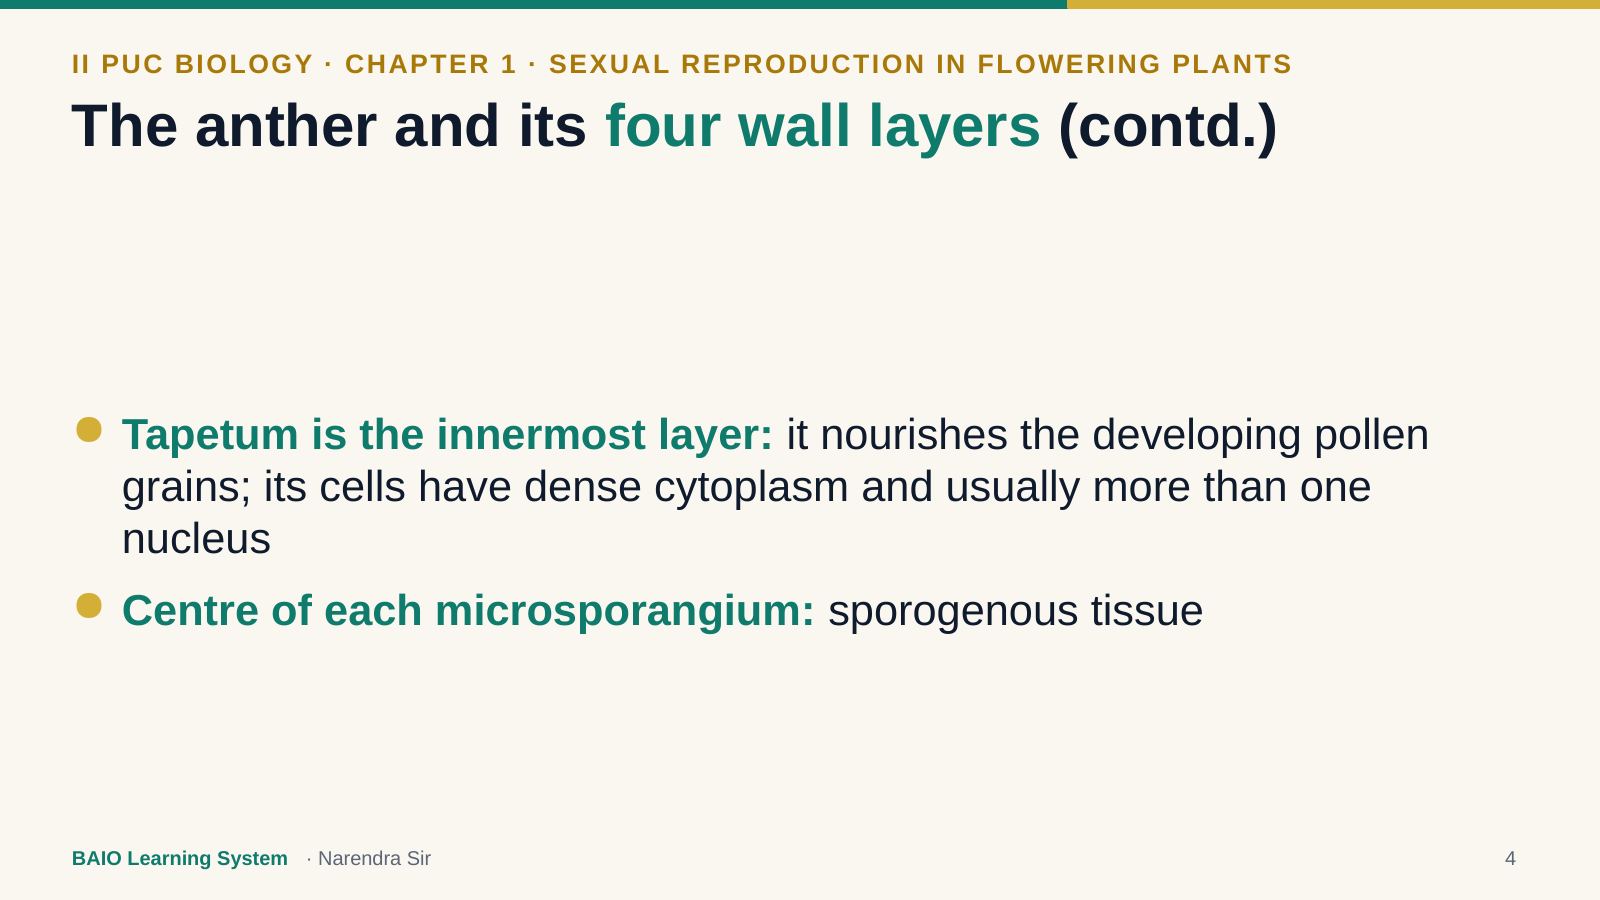 II PUC BIOLOGY · CHAPTER 1 · SEXUAL REPRODUCTION IN FLOWERING PLANTS
The anther and its four wall layers (contd.)
● Tapetum is the innermost layer: it nourishes the developing pollen
grains; its cells have dense cytoplasm and usually more than one
nucleus
● Centre of each microsporangium: sporogenous tissue
BAIO Learning System · Narendra Sir
4